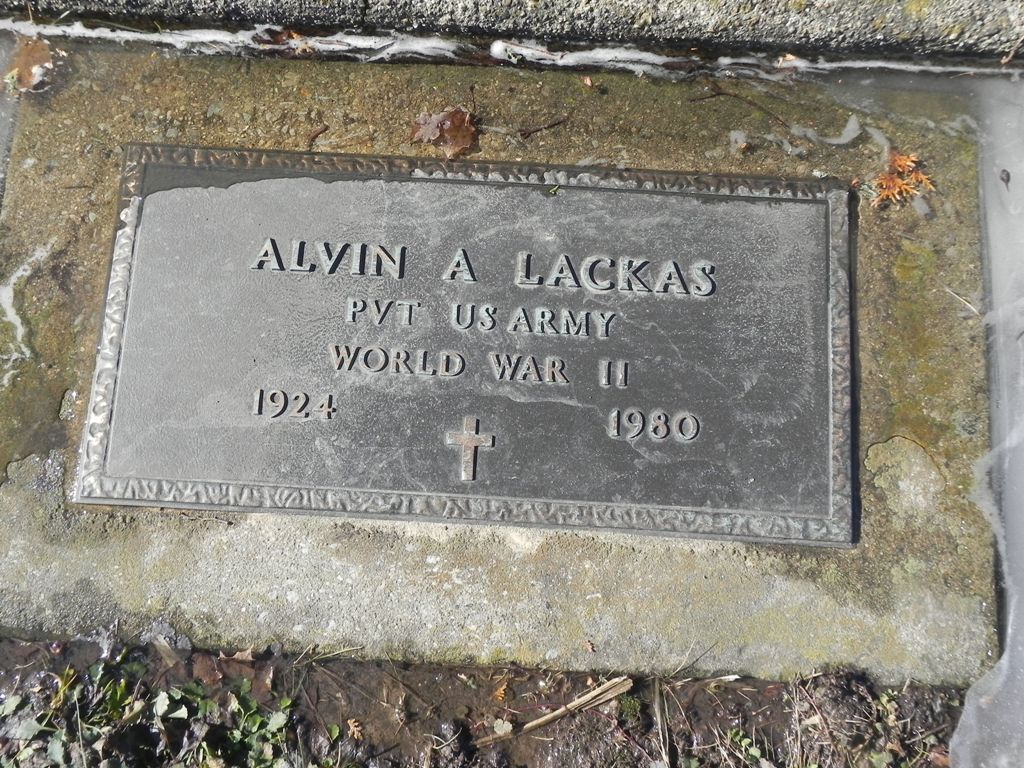 ALVIN A LACKAS
PVT US ARMY
WORLD WAR II
1924 1980